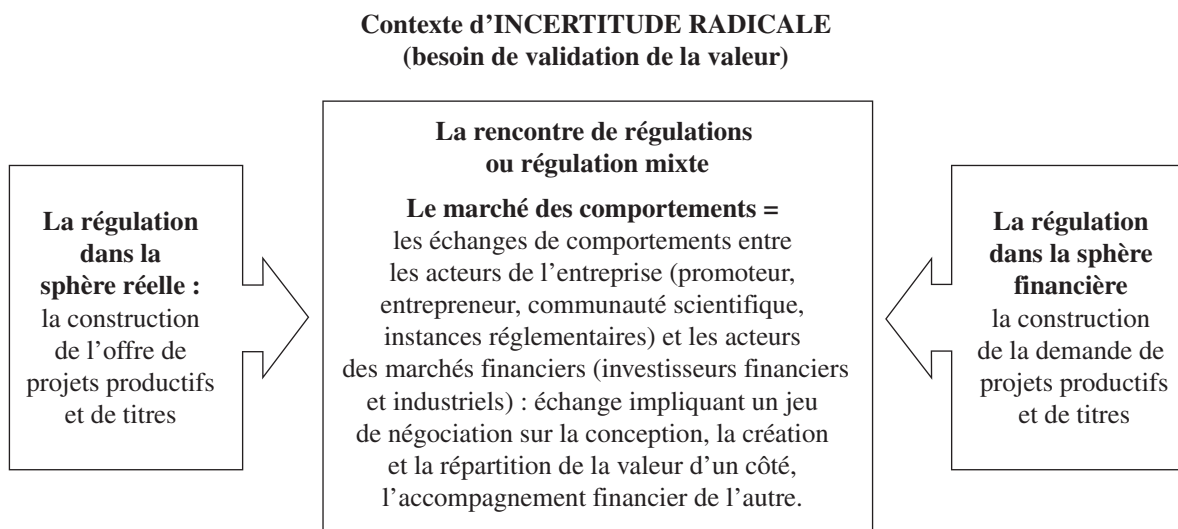 Contexte d’INCERTITUDE RADICALE
(besoin de validation de la valeur)
La régulation
dans la
sphère réelle :
la construction
de l’offre de
projets productifs
et de titres
La rencontre de régulations
ou régulation mixte
Le marché des comportements =
les échanges de comportements entre
les acteurs de l’entreprise (promoteur,
entrepreneur, communauté scientifique,
instances réglementaires) et les acteurs
des marchés financiers (investisseurs financiers
et industriels) : échange impliquant un jeu
de négociation sur la conception, la création
et la répartition de la valeur d’un côté,
l’accompagnement financier de l’autre.
La régulation
dans la sphère
financière
la construction
de la demande de
projets productifs
et de titres